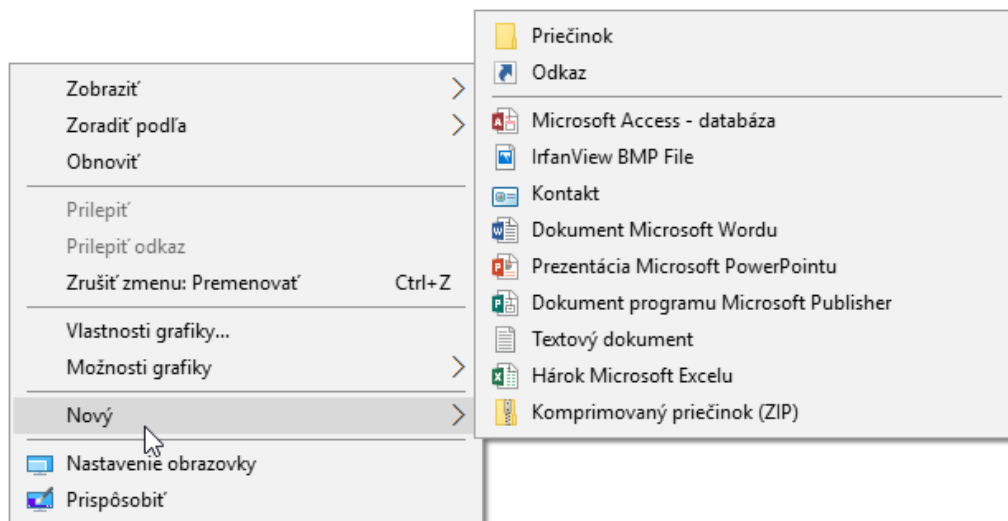 Zobraziť
Zoradiť podľa
Obnoviť
Prilepiť
Prilepiť odkaz
Zrušiť zmenu: Premenovať Ctrl+Z
Vlastnosti grafiky...
Možnosti grafiky
Nový
Nastavenie obrazovky
Prispôsobiť
Priečinok
Odkaz
Microsoft Access - databáza
IrfanView BMP File
Kontakt
Dokument Microsoft Wordu
Prezentácia Microsoft PowerPointu
Dokument programu Microsoft Publisher
Textový dokument
Hárok Microsoft Excelu
Komprimovaný priečinok (ZIP)